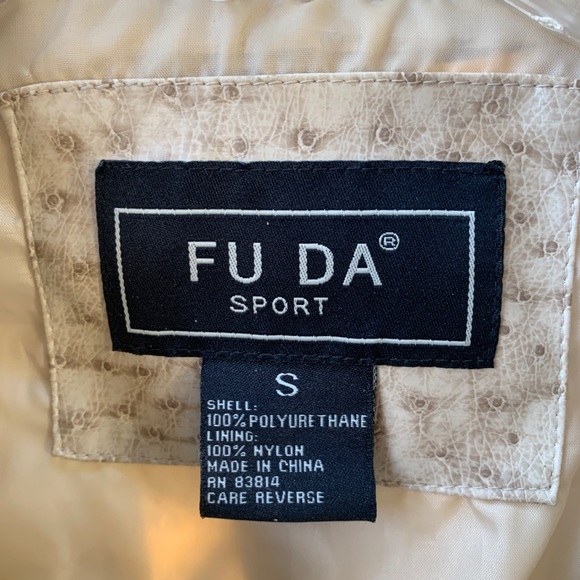 FU DA®
SPORT
S
SHELL:
100% POLYURETHANE
LINING:
100% NYLON
MADE IN CHINA
RN 83814
CARE REVERSE